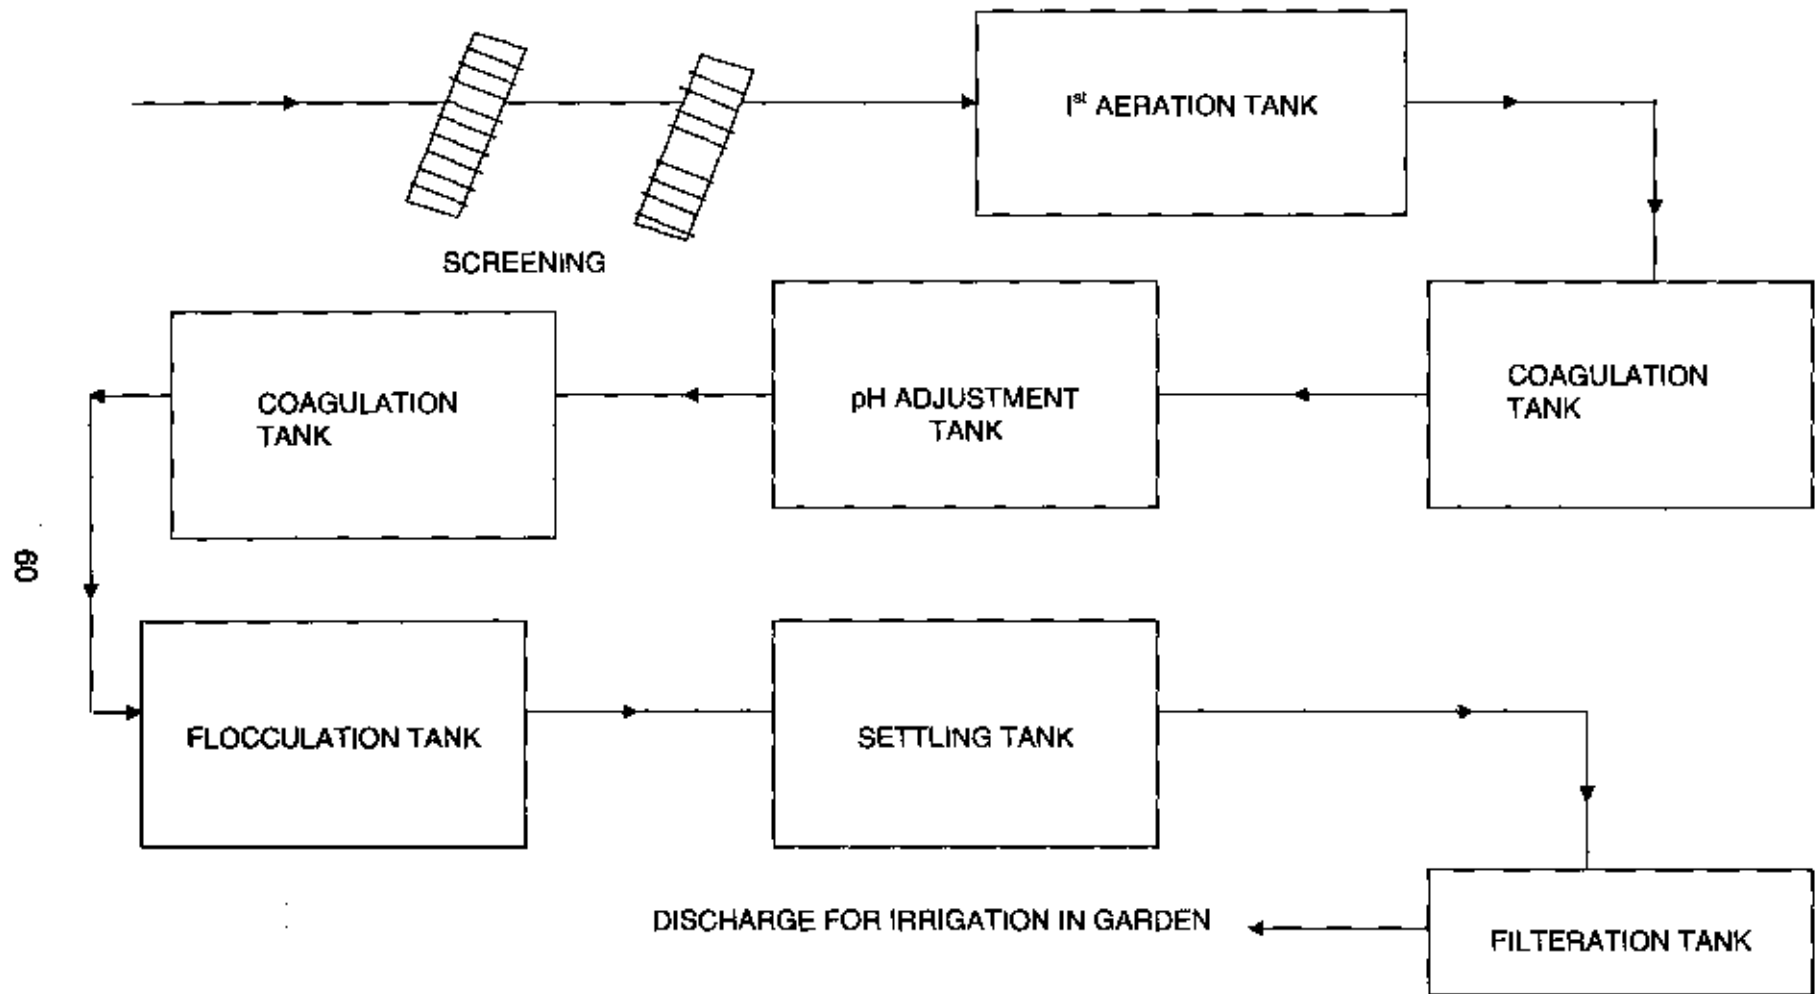 Iˢᵗ AERATION TANK
SCREENING
COAGULATION
TANK
pH ADJUSTMENT
TANK
COAGULATION
TANK
60
FLOCCULATION TANK
SETTLING TANK
DISCHARGE FOR IRRIGATION IN GARDEN
FILTERATION TANK